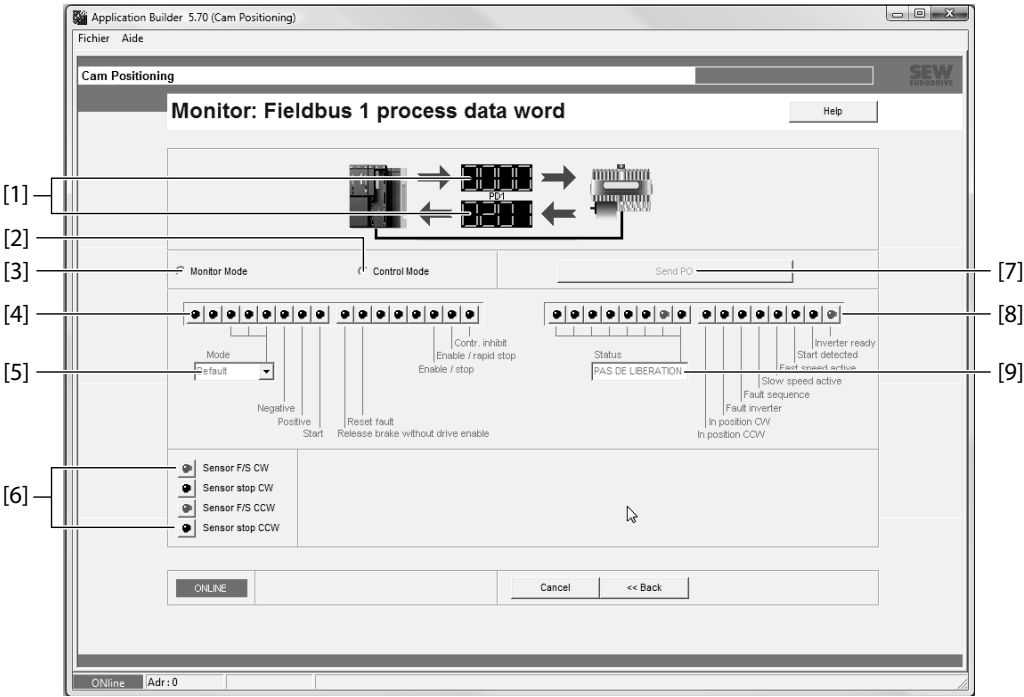 Application Builder 5.70 (Cam Positioning)
Fichier Aide
Cam Positioning
SEW
EURODRIVE
Monitor: Fieldbus 1 process data word
Help
[1]
PD1
[2]
[3]
Monitor Mode
Control Mode
Send PO
[7]
[4]
[8]
Contr. inhibit
Enable / rapid stop
Enable / stop
Inverter ready
Start detected
Fast speed active
Slow speed active
Fault sequence
Fault inverter
In position CW
In position CCW
Mode
Status
[5]
Default
PAS DE LIBERATION
[9]
Negative
Positive
Start
Reset fault
Release brake without drive enable
[6]
Sensor F/S CW
Sensor stop CW
Sensor F/S CCW
Sensor stop CCW
ONLINE
Cancel
<< Back
ONline
Adr : 0